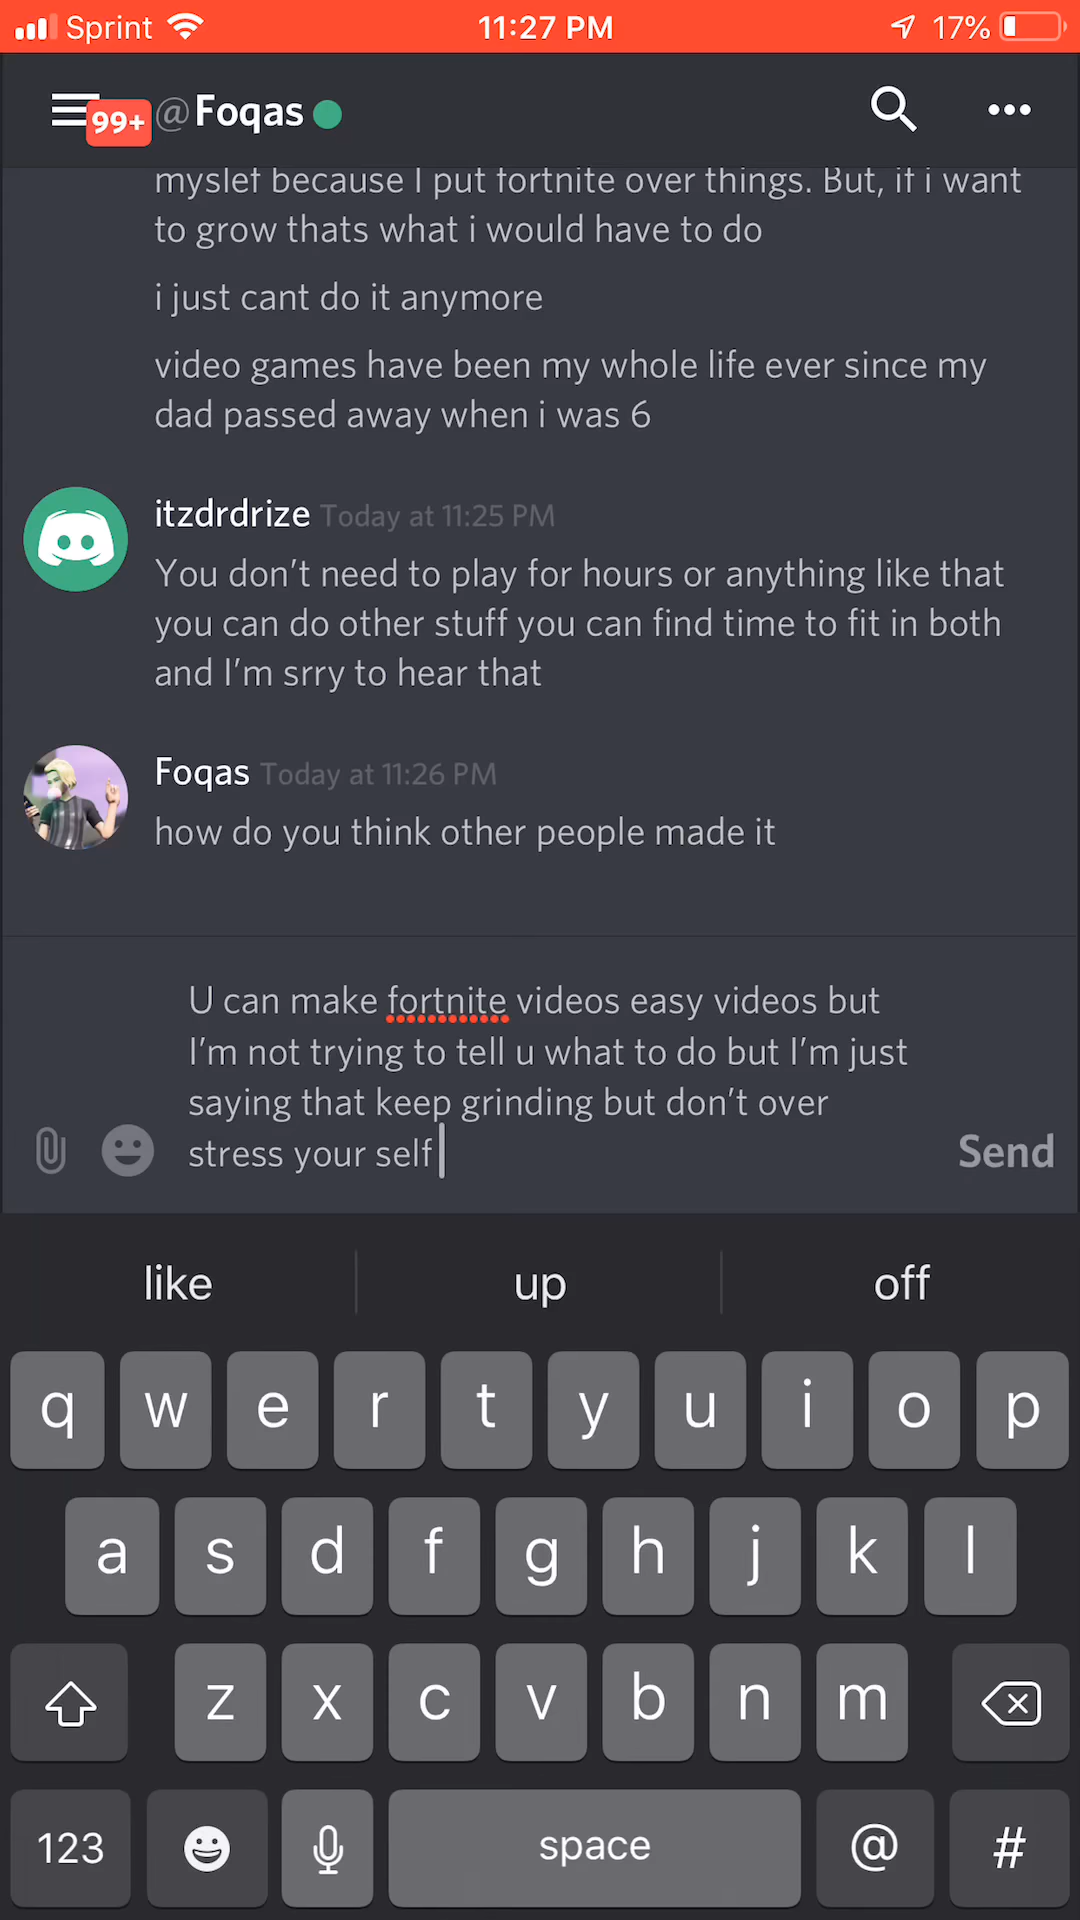 Sprint 11:27 PM 17%
99+ @Foqas
myslef because I put fortnite over things. But, if i want
to grow thats what i would have to do
i just cant do it anymore
video games have been my whole life ever since my
dad passed away when i was 6
itzdrdrize Today at 11:25 PM
You don’t need to play for hours or anything like that
you can do other stuff you can find time to fit in both
and I’m srry to hear that
Foqas Today at 11:26 PM
how do you think other people made it
U can make fortnite videos easy videos but
I’m not trying to tell u what to do but I’m just
saying that keep grinding but don’t over
stress your self
Send
like up off
q w e r t y u i o p
a s d f g h j k l
z x c v b n m
123 space @ #